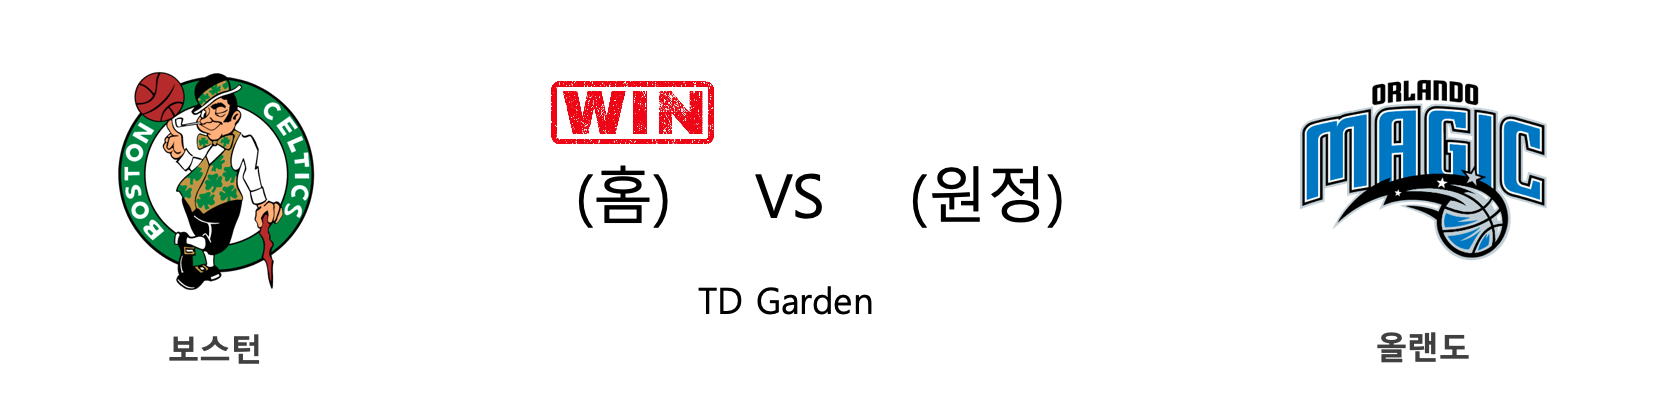 BOSTON CELTICS
WIN
(홈) VS (원정)
TD Garden
보스턴
ORLANDO
MAGIC
올랜도